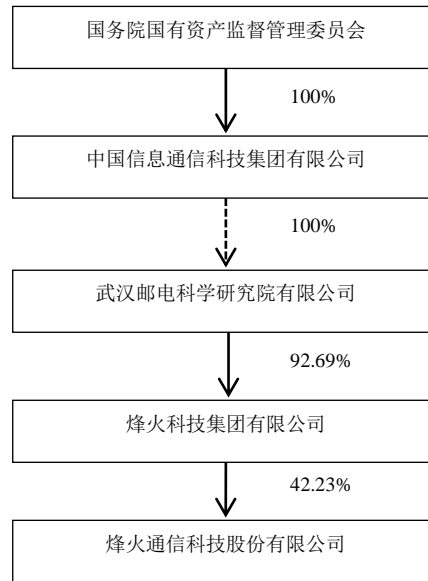 国务院国有资产监督管理委员会
100%
中国信息通信科技集团有限公司
100%
武汉邮电科学研究院有限公司
92.69%
烽火科技集团有限公司
42.23%
烽火通信科技股份有限公司